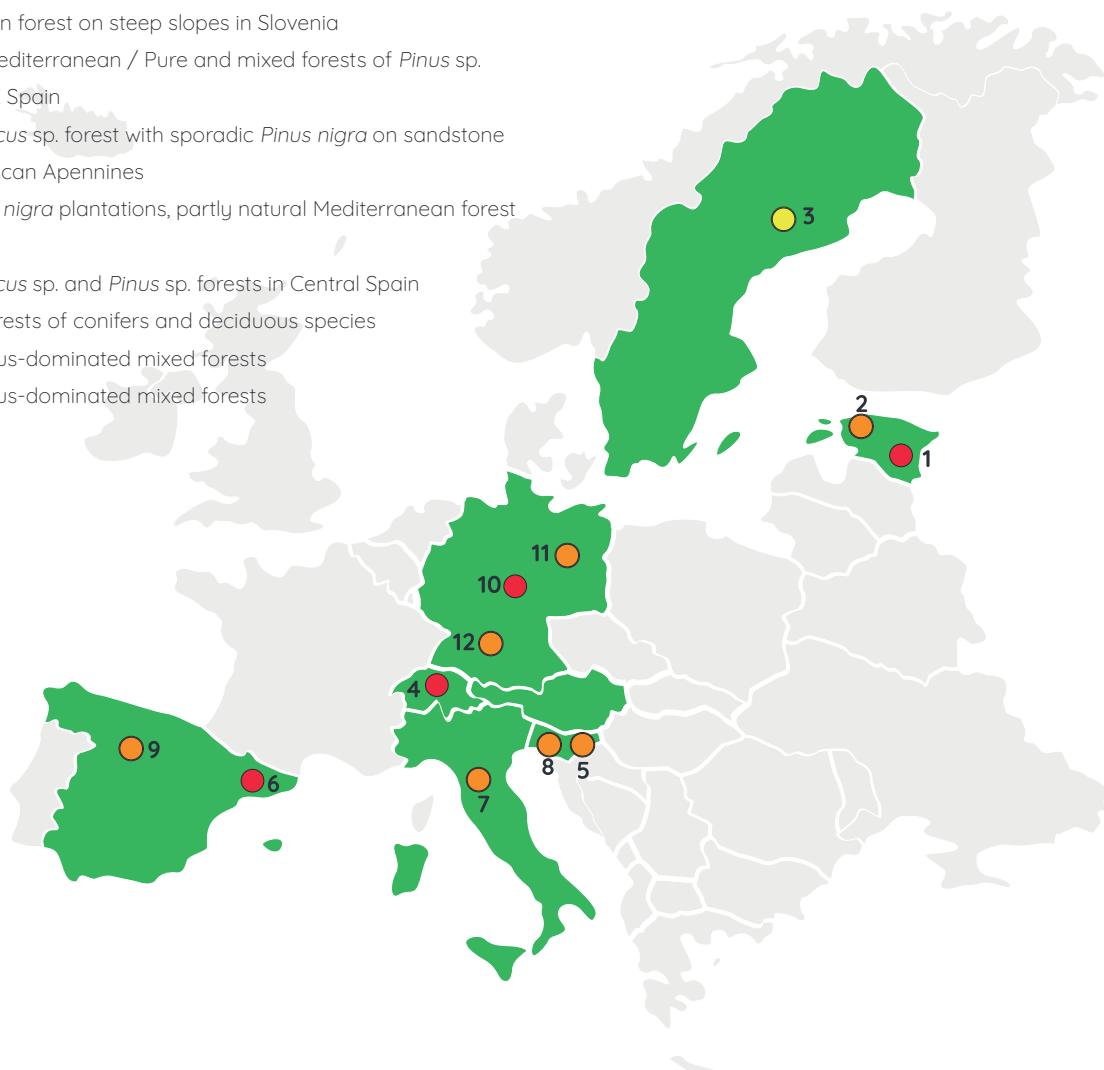 n forest on steep slopes in Slovenia
editerranean / Pure and mixed forests of Pinus sp.
Spain
cus sp. forest with sporadic Pinus nigra on sandstone
can Apennines
nigra plantations, partly natural Mediterranean forest
cus sp. and Pinus sp. forests in Central Spain
rests of conifers and deciduous species
us-dominated mixed forests
us-dominated mixed forests
3
2
1
11
10
12
4
9
8
5
6
7